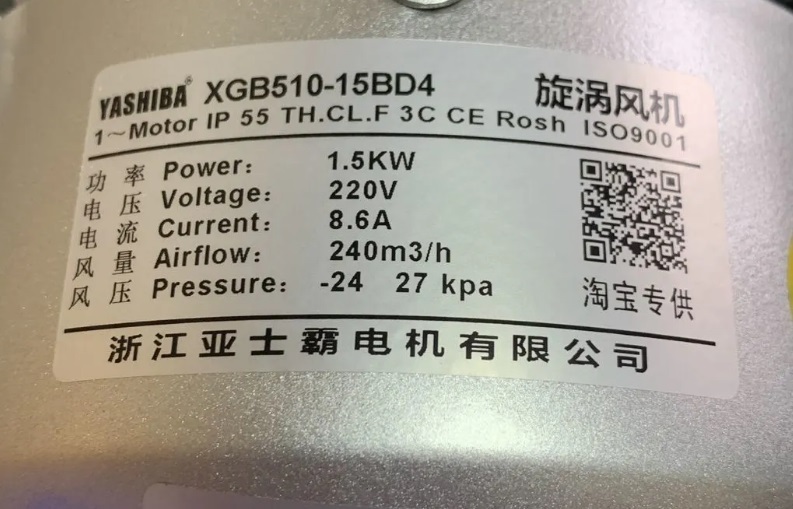 YASHIBA® XGB510-15BD4 旋涡风机
1~Motor IP 55 TH.CL.F 3C CE Rosh ISO9001
功率 Power: 1.5KW
电压 Voltage: 220V
电流 Current: 8.6A
风量 Airflow: 240m3/h
风压 Pressure: -24 27 kpa
淘宝专供
浙江亚士霸电机有限公司